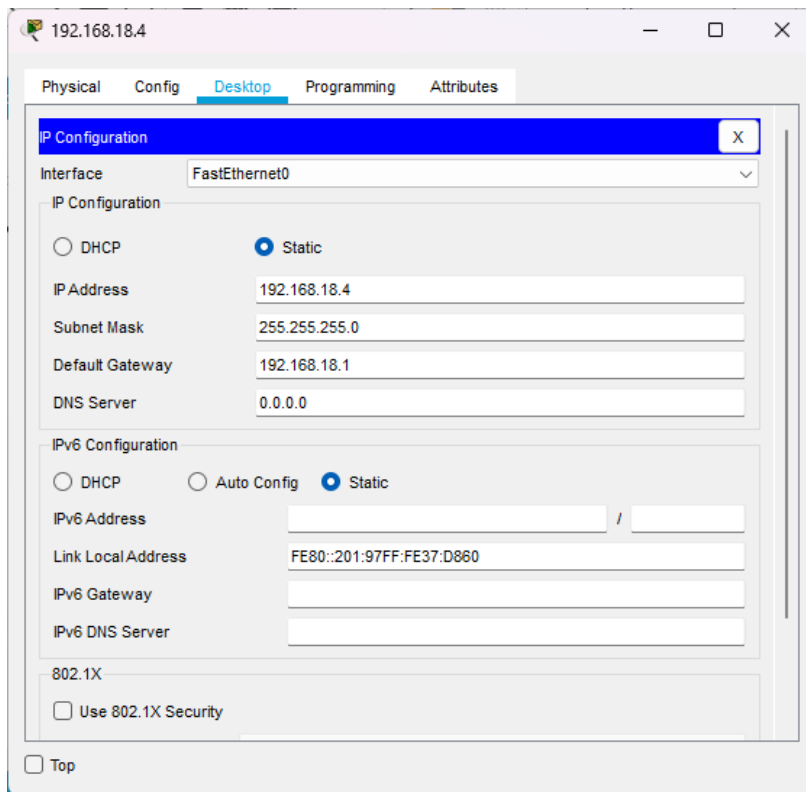 192.168.18.4
Physical Config Desktop Programming Attributes
IP Configuration X
Interface FastEthernet0
IP Configuration
DHCP Static
IP Address 192.168.18.4
Subnet Mask 255.255.255.0
Default Gateway 192.168.18.1
DNS Server 0.0.0.0
IPv6 Configuration
DHCP Auto Config Static
IPv6 Address /
Link Local Address FE80::201:97FF:FE37:D860
IPv6 Gateway
IPv6 DNS Server
802.1X
Use 802.1X Security
Top